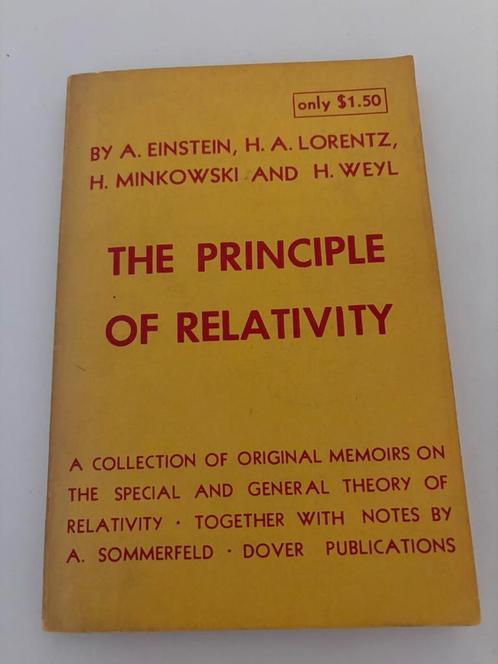 only $1.50
BY A. EINSTEIN, H. A. LORENTZ,
H. MINKOWSKI AND H. WEYL
THE PRINCIPLE
OF RELATIVITY
A COLLECTION OF ORIGINAL MEMOIRS ON
THE SPECIAL AND GENERAL THEORY OF
RELATIVITY · TOGETHER WITH NOTES BY
A. SOMMERFELD · DOVER PUBLICATIONS